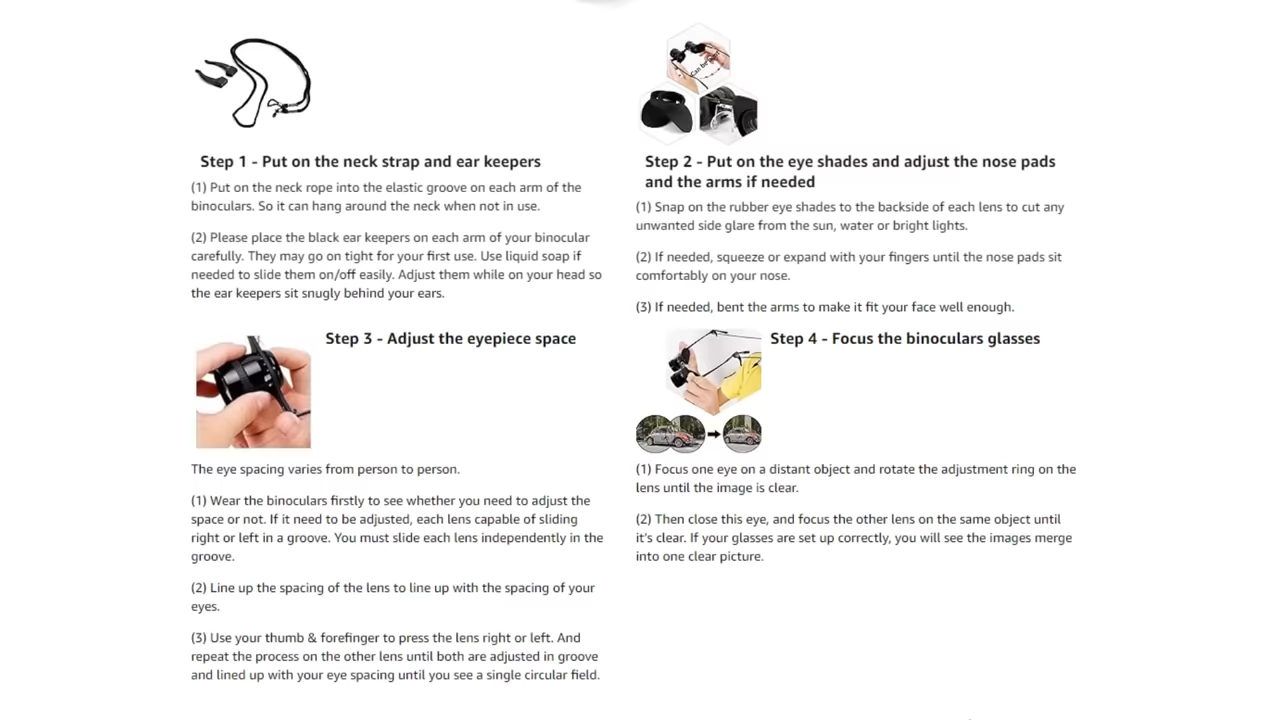 Can be bent
Step 1 - Put on the neck strap and ear keepers
(1) Put on the neck rope into the elastic groove on each arm of the
binoculars. So it can hang around the neck when not in use.
(2) Please place the black ear keepers on each arm of your binocular
carefully. They may go on tight for your first use. Use liquid soap if
needed to slide them on/off easily. Adjust them while on your head so
the ear keepers sit snugly behind your ears.
Step 2 - Put on the eye shades and adjust the nose pads
and the arms if needed
(1) Snap on the rubber eye shades to the backside of each lens to cut any
unwanted side glare from the sun, water or bright lights.
(2) If needed, squeeze or expand with your fingers until the nose pads sit
comfortably on your nose.
(3) If needed, bent the arms to make it fit your face well enough.
Step 3 - Adjust the eyepiece space
The eye spacing varies from person to person.
(1) Wear the binoculars firstly to see whether you need to adjust the
space or not. If it need to be adjusted, each lens capable of sliding
right or left in a groove. You must slide each lens independently in the
groove.
(2) Line up the spacing of the lens to line up with the spacing of your
eyes.
(3) Use your thumb & forefinger to press the lens right or left. And
repeat the process on the other lens until both are adjusted in groove
and lined up with your eye spacing until you see a single circular field.
Step 4 - Focus the binoculars glasses
(1) Focus one eye on a distant object and rotate the adjustment ring on the
lens until the image is clear.
(2) Then close this eye, and focus the other lens on the same object until
it's clear. If your glasses are set up correctly, you will see the images merge
into one clear picture.